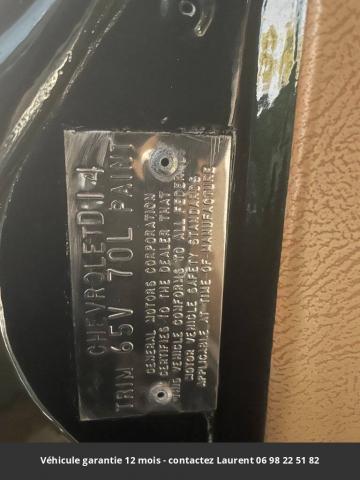 CHEVROLET D 14
TRIM 65V 70L PAINT
GENERAL MOTORS CORPORATION
CERTIFIES TO THE DEALER THAT
THIS VEHICLE CONFORMS TO ALL FEDERAL
MOTOR VEHICLE SAFETY STANDARDS
APPLICABLE AT TIME OF MANUFACTURE
Véhicule garantie 12 mois - contactez Laurent 06 98 22 51 82